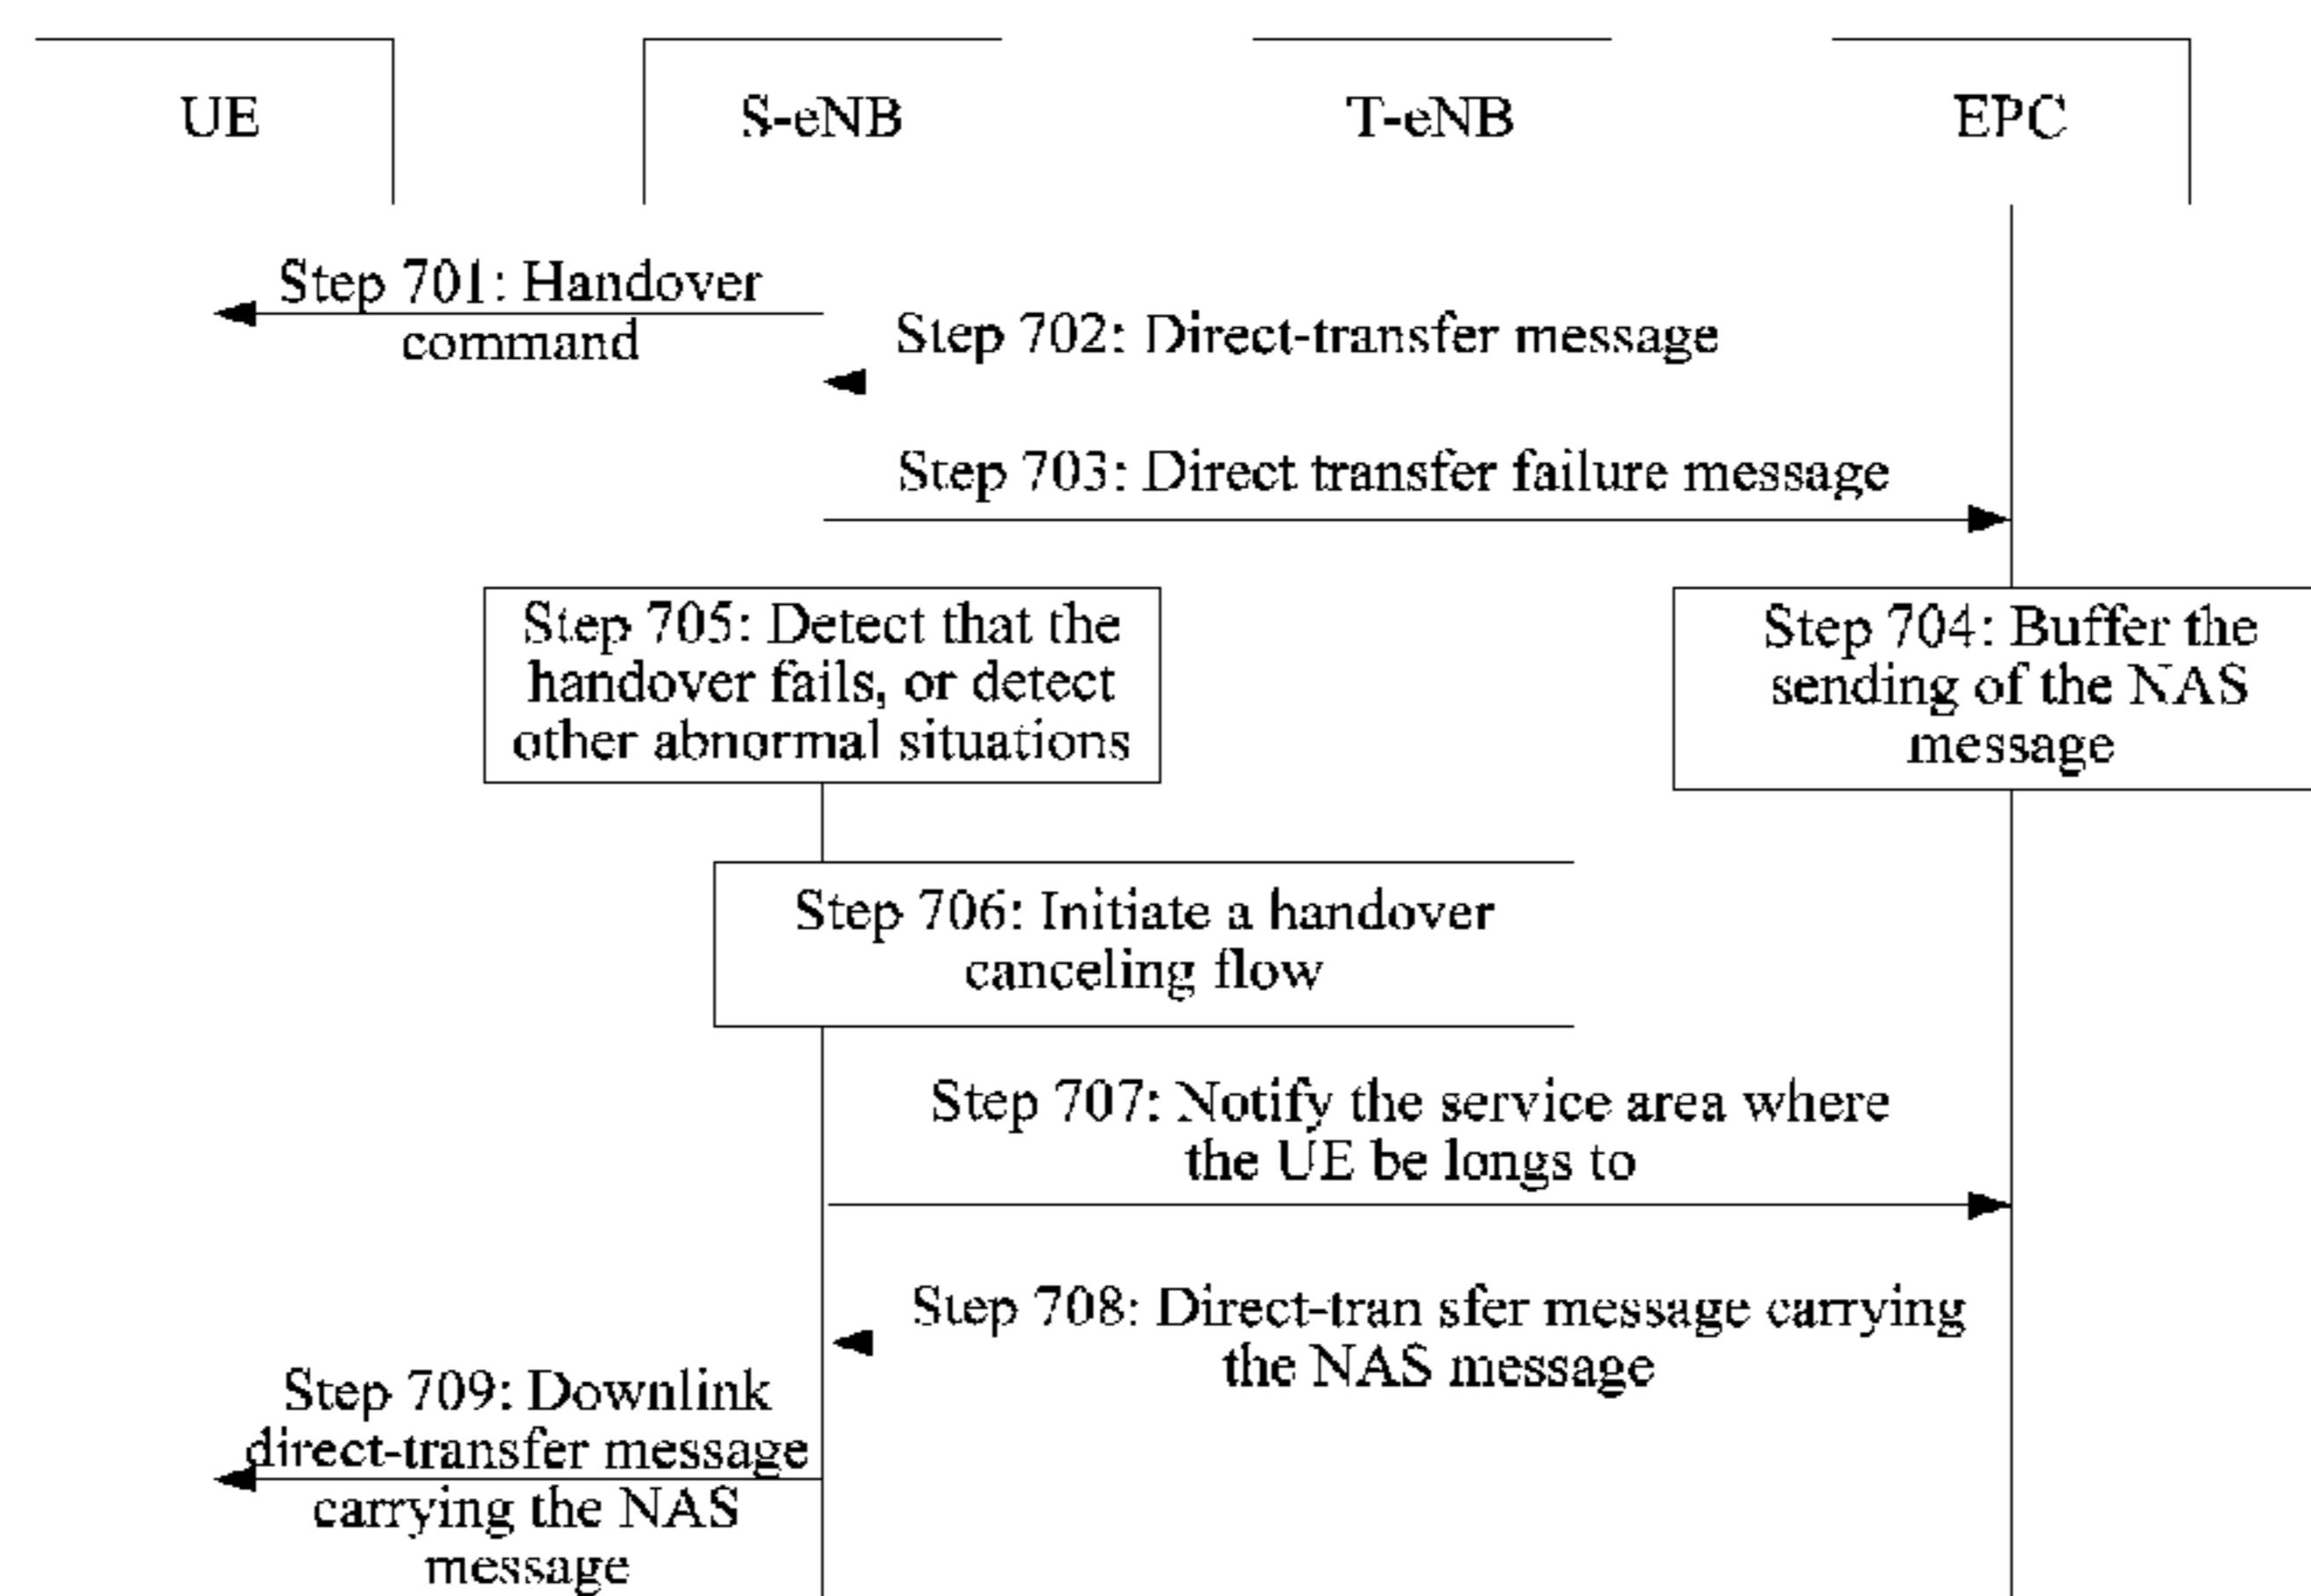 UE
S-eNB
T-eNB
EPC
Step 701: Handover
command
Step 702: Direct-transfer message
Step 703: Direct transfer failure message
Step 705: Detect that the
handover fails, or detect
other abnormal situations
Step 704: Buffer the
sending of the NAS
message
Step 706: Initiate a handover
canceling flow
Step 707: Notify the service area where
the UE be longs to
Step 708: Direct-tran sfer message carrying
the NAS message
Step 709: Downlink
direct-transfer message
carrying the NAS
message